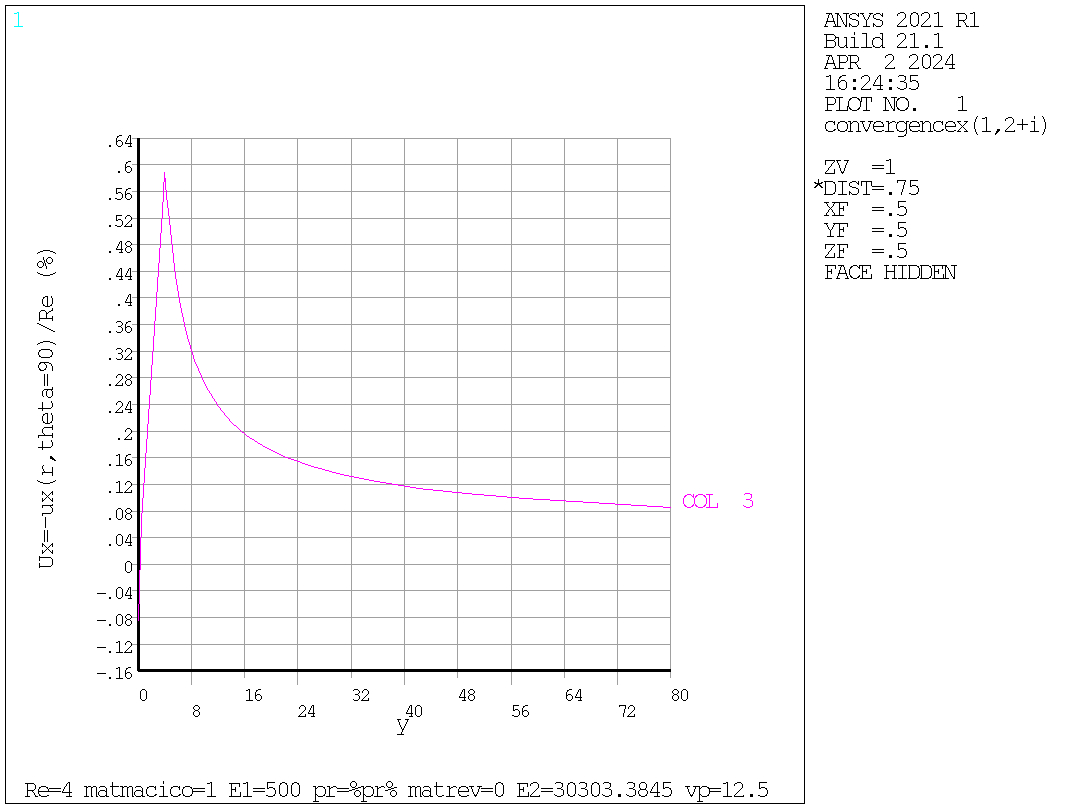 1
ANSYS 2021 R1
Build 21.1
APR  2 2024
16:24:35
PLOT NO.   1
convergencex(1,2+i)
ZV  =1
*DIST=.75
XF  =.5
YF  =.5
ZF  =.5
FACE HIDDEN
Ux=-ux(r,theta=90)/Re (%)
.64
.6
.56
.52
.48
.44
.4
.36
.32
.28
.24
.2
.16
.12
.08
.04
0
-.04
-.08
-.12
-.16
COL  3
0
8
16
24
32
40
48
56
64
72
80
y
Re=4 matmacico=1 E1=500 pr=%pr% matrev=0 E2=30303.3845 vp=12.5